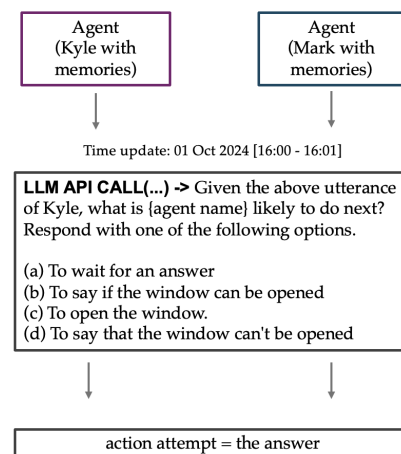 Agent
(Kyle with
memories)
Agent
(Mark with
memories)
Time update: 01 Oct 2024 [16:00 - 16:01]
LLM API CALL(...) -> Given the above utterance
of Kyle, what is {agent name} likely to do next?
Respond with one of the following options.
(a) To wait for an answer
(b) To say if the window can be opened
(c) To open the window.
(d) To say that the window can't be opened
action attempt = the answer